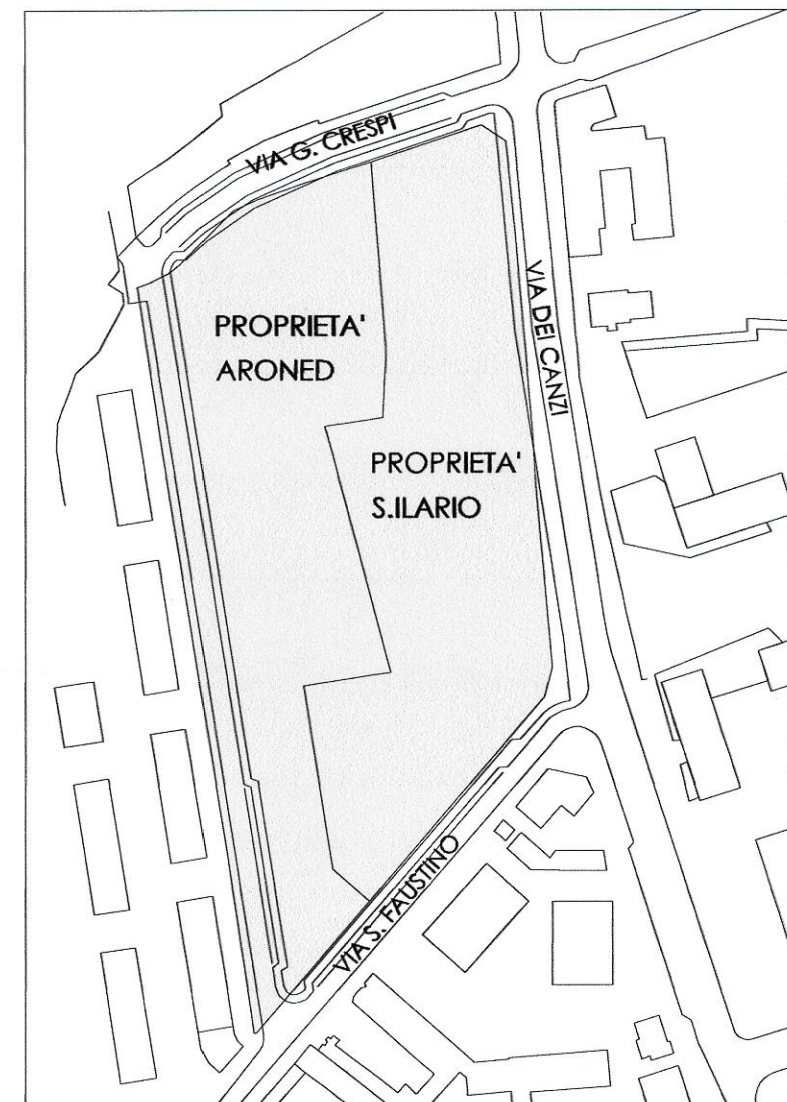 VIA G. CRESPI
PROPRIETA'
ARONED
VIA DEI CANZI
PROPRIETA'
S.ILARIO
VIA S. FAUSTINO